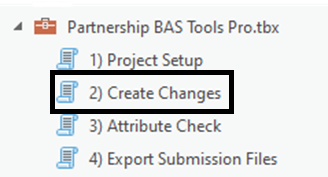 Partnership BAS Tools Pro.tbx
1) Project Setup
2) Create Changes
3) Attribute Check
4) Export Submission Files